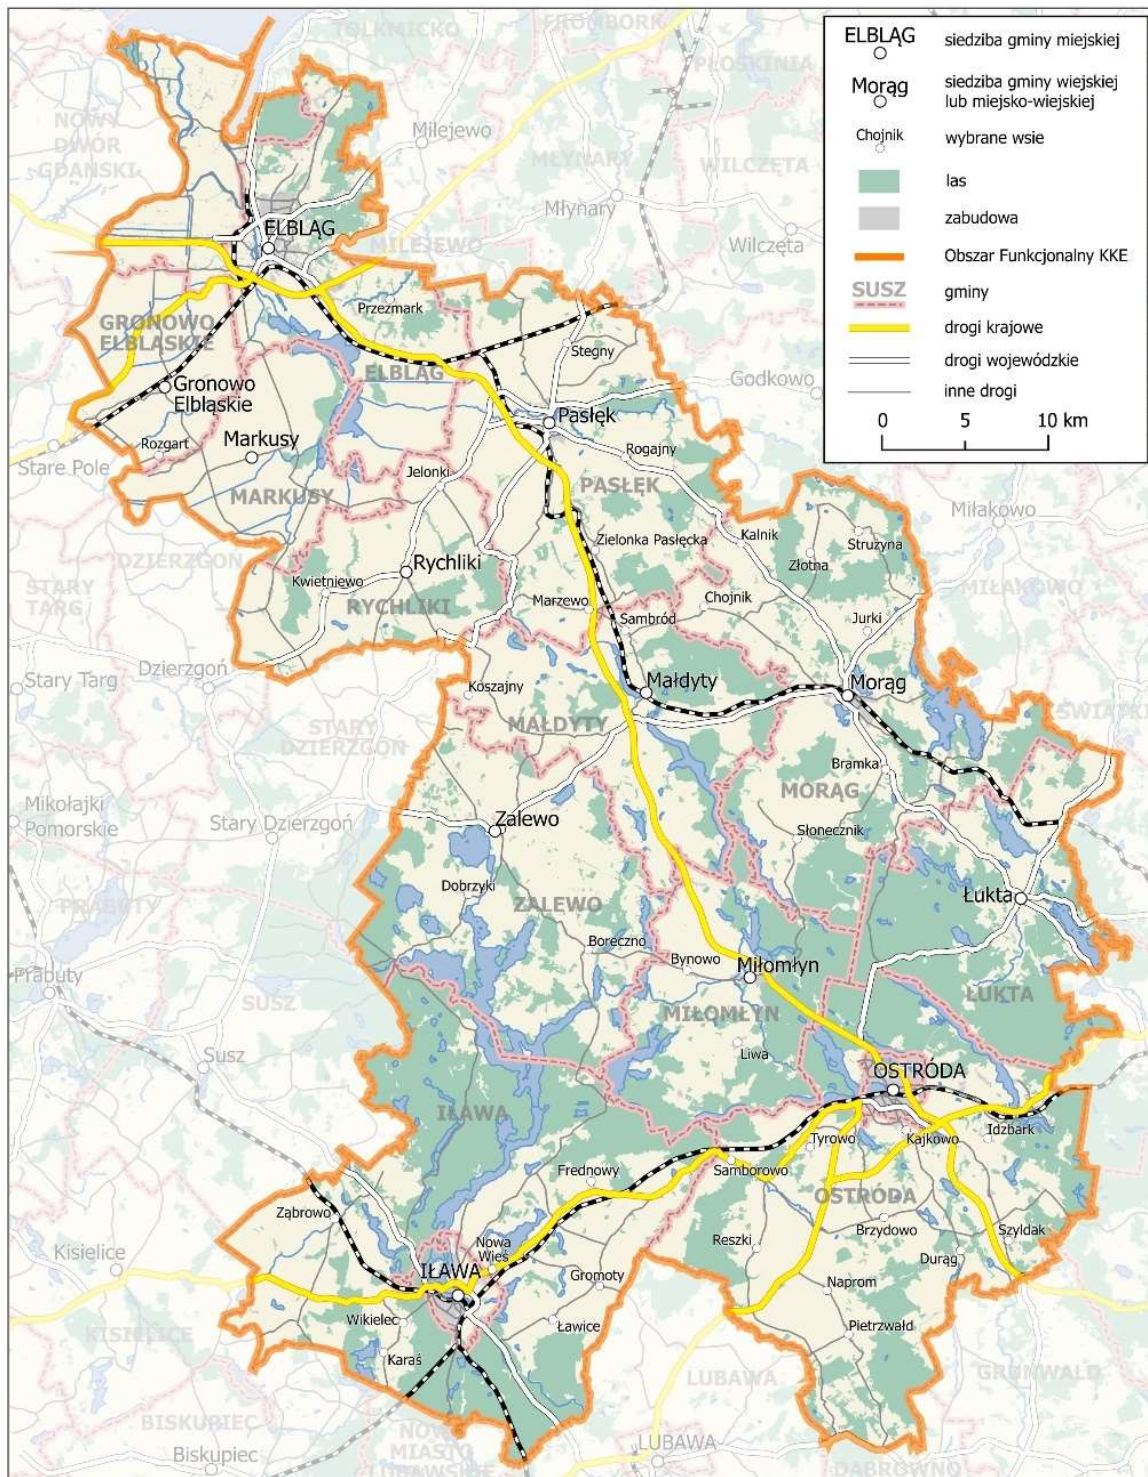 TOLKMICKO
FROMBORK
PŁOSKINIA
NOWY
DWÓR
GDAŃSKI
Milejewo
MŁYNARY
WILCZĘTA
Młynary
Wilczęta
ELBLĄG
MILEJEWO
Przezmark
GRONOWO
ELBLĄSKIE
ELBLĄG
Stegny
Godkowo
Gronowo
Elbląskie
Pasłęk
Stare Pole
Rozgart
Markusy
Rogajny
MARKUSY
Jelonki
PASŁĘK
Miłakowo
DZIERZGOŃ
STARY
TARG
Zielonka Pasłęcka
Kalnik
Strużyna
Złotna
Rychliki
Kwietniewo
RYCHLIKI
MIŁAKOWO
Marzewo
Chojnik
Sambród
Jurki
Dzierzgoń
Stary Targ
Koszajny
Małdyty
Morąg
STARY
DZIERZGOŃ
MAŁDYTY
Bramka
MORĄG
Mikołajki
Pomorskie
Stary Dzierzgoń
Zalewo
Słonecznik
Dobrzyki
ZALEWO
PRABUTY
Łukta
Boreczno
Bynowo
Miłomłyn
Prabuty
SUSZ
MIŁOMŁYN
ŁUKTA
Susz
Liwa
OSTRÓDA
IŁAWA
Tyrowo
Kajkowo
Idzbark
Frednowy
Samborowo
OSTRÓDA
Ząbrowo
Brzydowo
Szyldak
Kisielice
Nowa
Wieś
Reszki
Durąg
IŁAWA
Gromoty
Naprom
KISIELICE
Wikielec
Ławice
Pietrzwałd
Karaś
LUBAWA
GRUNWALD
BISKUPIEC
NOWE
MIASTO
LUBAWSKIE
Biskupiec
LUBAWA
DĄBRÓWNO
ELBLĄG
siedziba gminy miejskiej
Morąg
siedziba gminy wiejskiej
lub miejsko-wiejskiej
Chojnik
wybrane wsie
las
zabudowa
Obszar Funkcjonalny KKE
SUSZ
gminy
drogi krajowe
drogi wojewódzkie
inne drogi
0 5 10 km